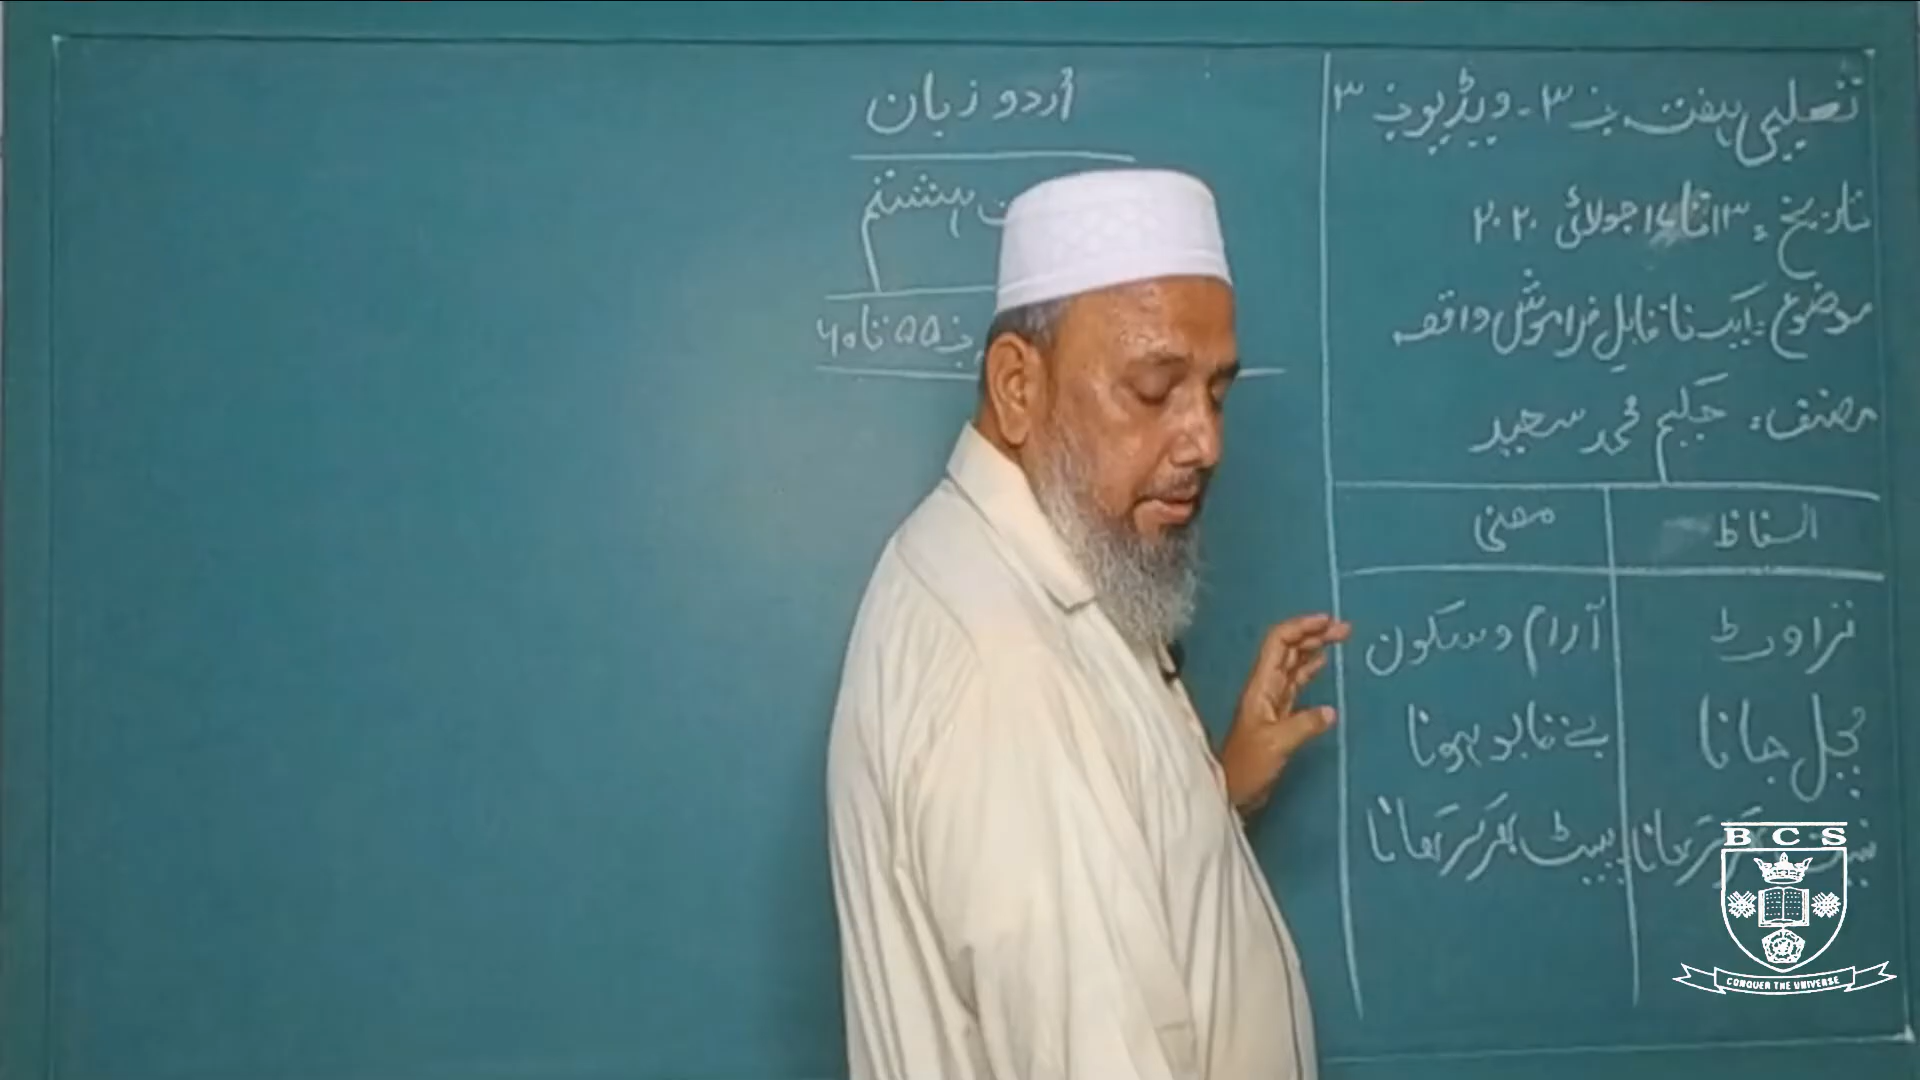 اُردو زبان
ہشتم
۵۵ تا ۶۰
تعلیمی ہفتہ نمبر ۳ - ویڈیو نمبر ۳
تاریخ: ۱۳ تا ۱۷ جولائی ۲۰۲۰
موضوع: ایک ناقابلِ فراموش واقعہ
مصنف: حکیم محمد سعید
الفاظ معنی
تراوٹ آرام و سکون
مچل جانا بے قابو ہونا
پیٹ بھر کر کھانا
BCS
CONQUER THE UNIVERSE